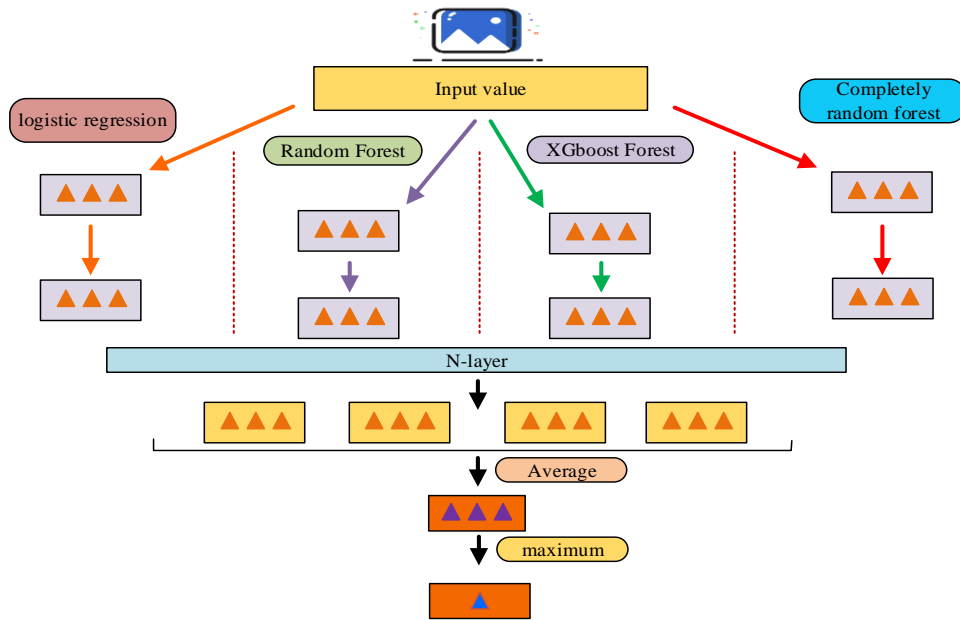 Input value
logistic regression
Completely
random forest
Random Forest
XGboost Forest
N-layer
Average
maximum